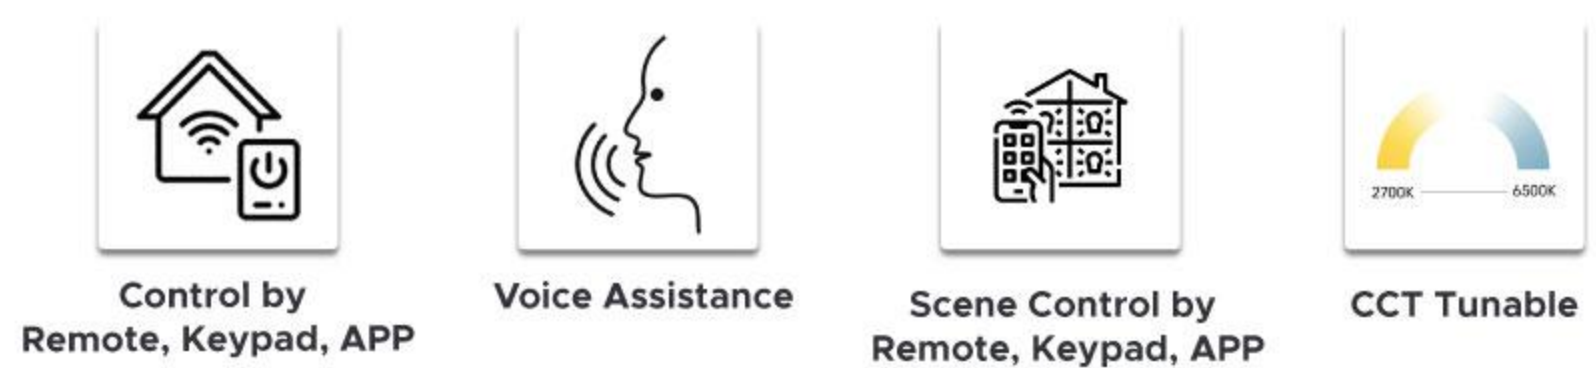 2700K
6500K
Control by
Remote, Keypad, APP
Voice Assistance
Scene Control by
Remote, Keypad, APP
CCT Tunable